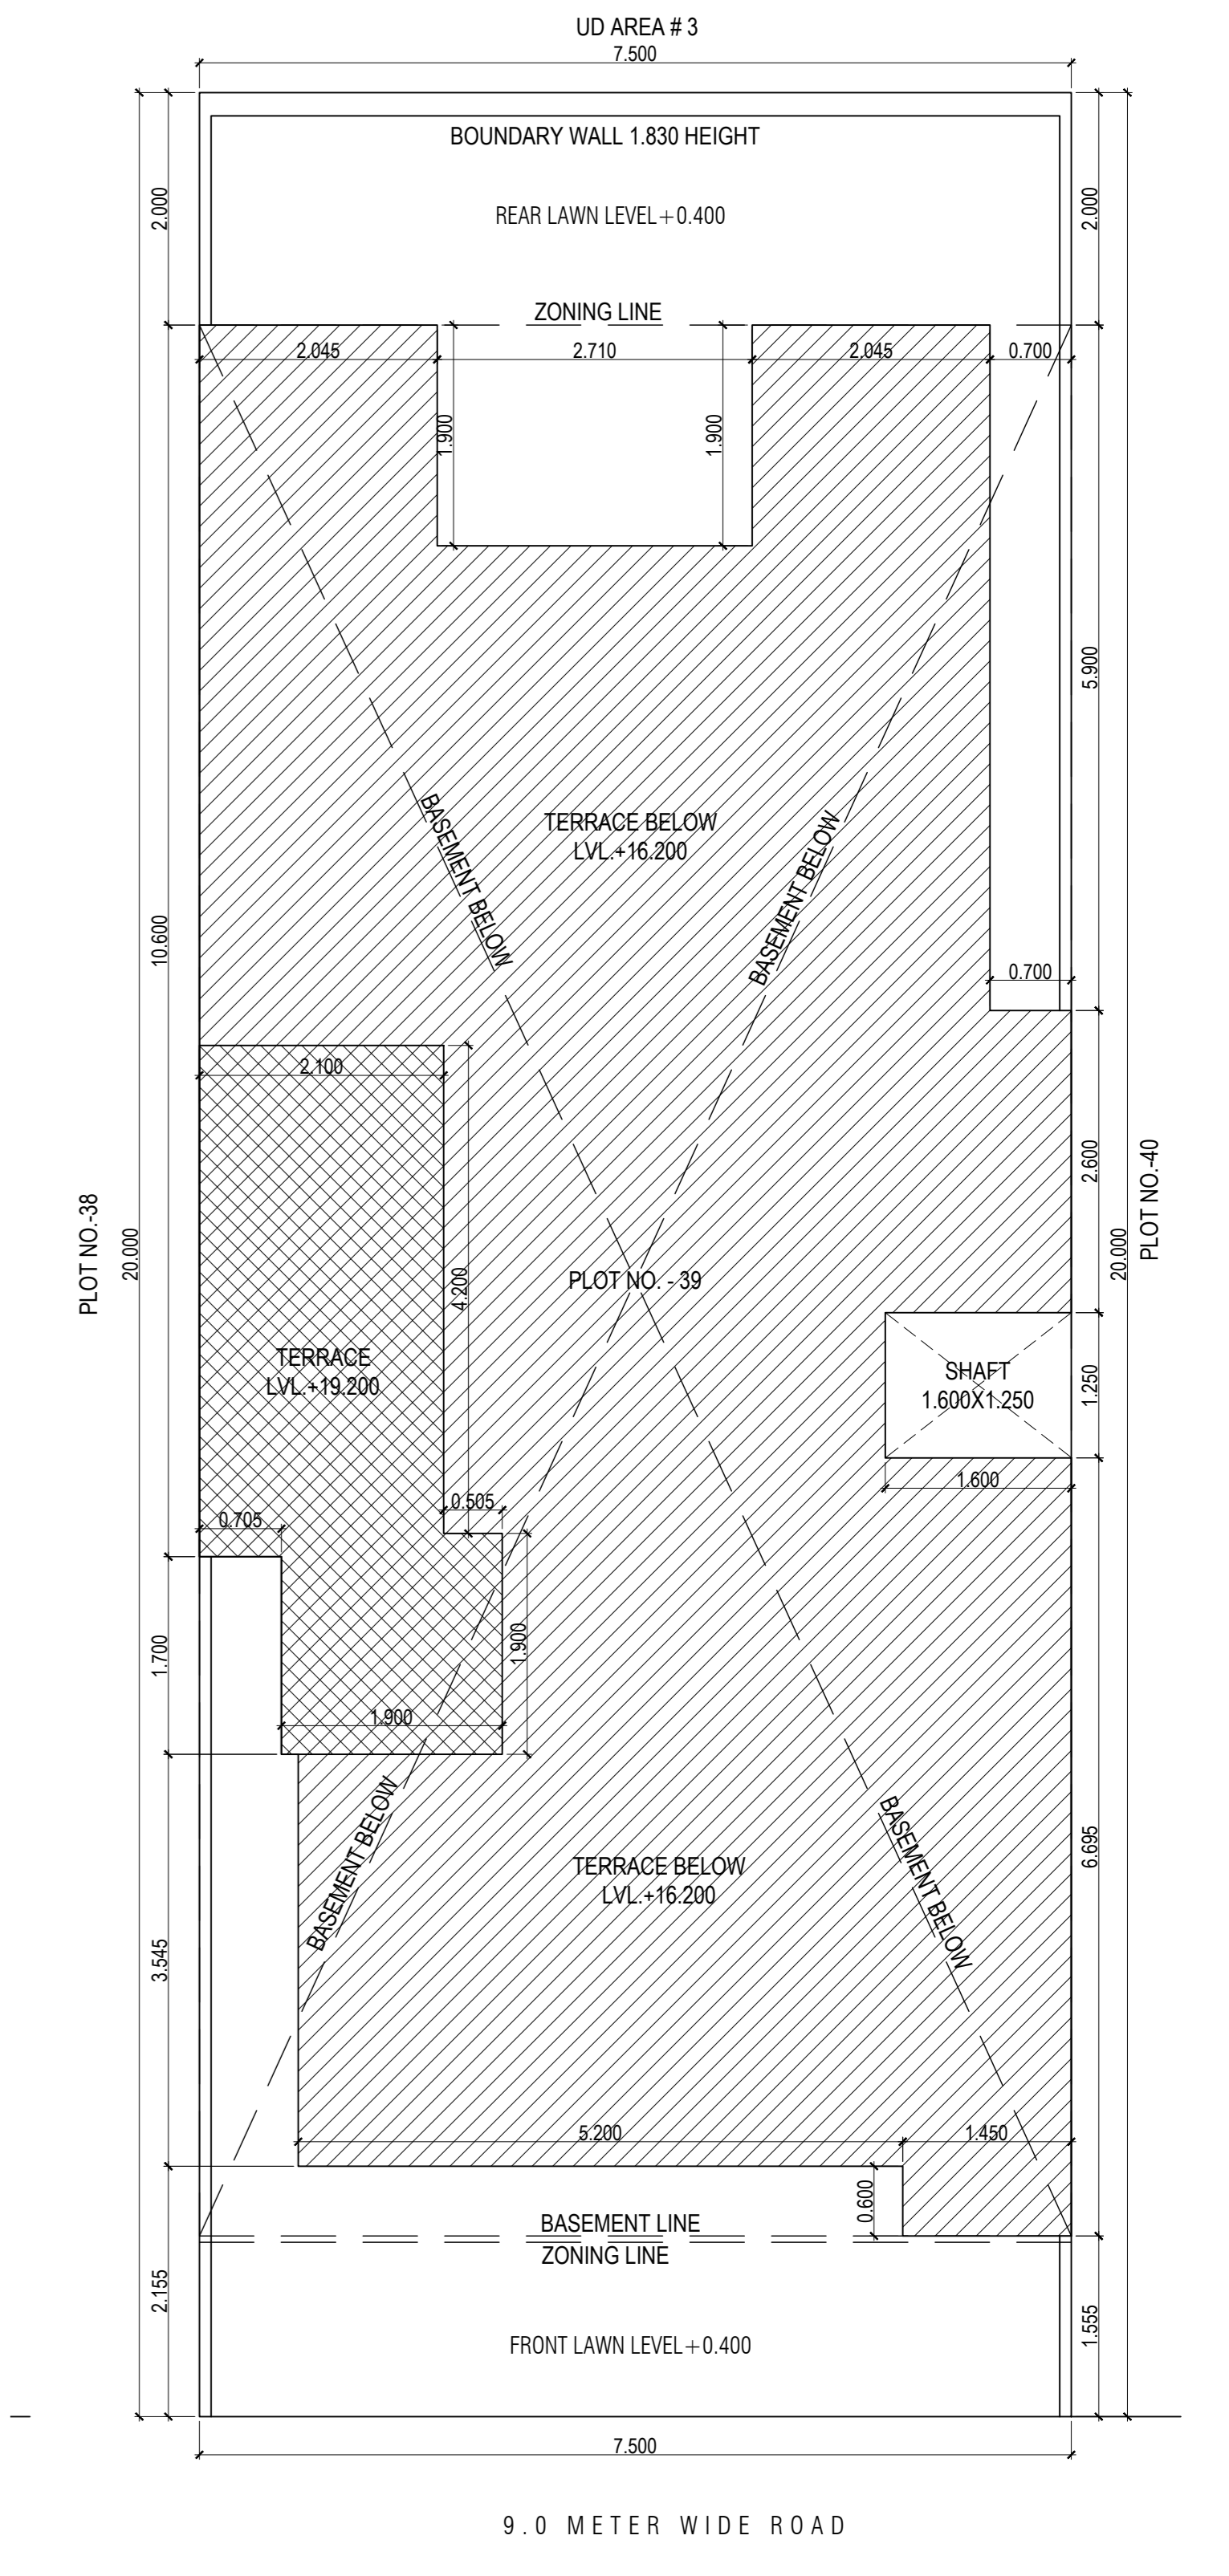 UD AREA # 3
7.500
BOUNDARY WALL 1.830 HEIGHT
2.000
2.000
REAR LAWN LEVEL+0.400
ZONING LINE
2.045
2.710
2.045
0.700
1.900
1.900
5.900
TERRACE BELOW
LVL.+16.200
BASEMENT BELOW
BASEMENT BELOW
10.600
0.700
2.100
2.600
PLOT NO.-38
20.000
4.200
PLOT NO. - 39
20.000
PLOT NO.-40
TERRACE
LVL.+19.200
SHAFT
1.600X1.250
1.250
1.600
0.705
0.505
1.700
1.900
1.900
BASEMENT BELOW
BASEMENT BELOW
6.695
TERRACE BELOW
LVL.+16.200
3.545
5.200
1.450
0.600
BASEMENT LINE
ZONING LINE
2.155
1.555
FRONT LAWN LEVEL+0.400
7.500
9.0 METER WIDE ROAD